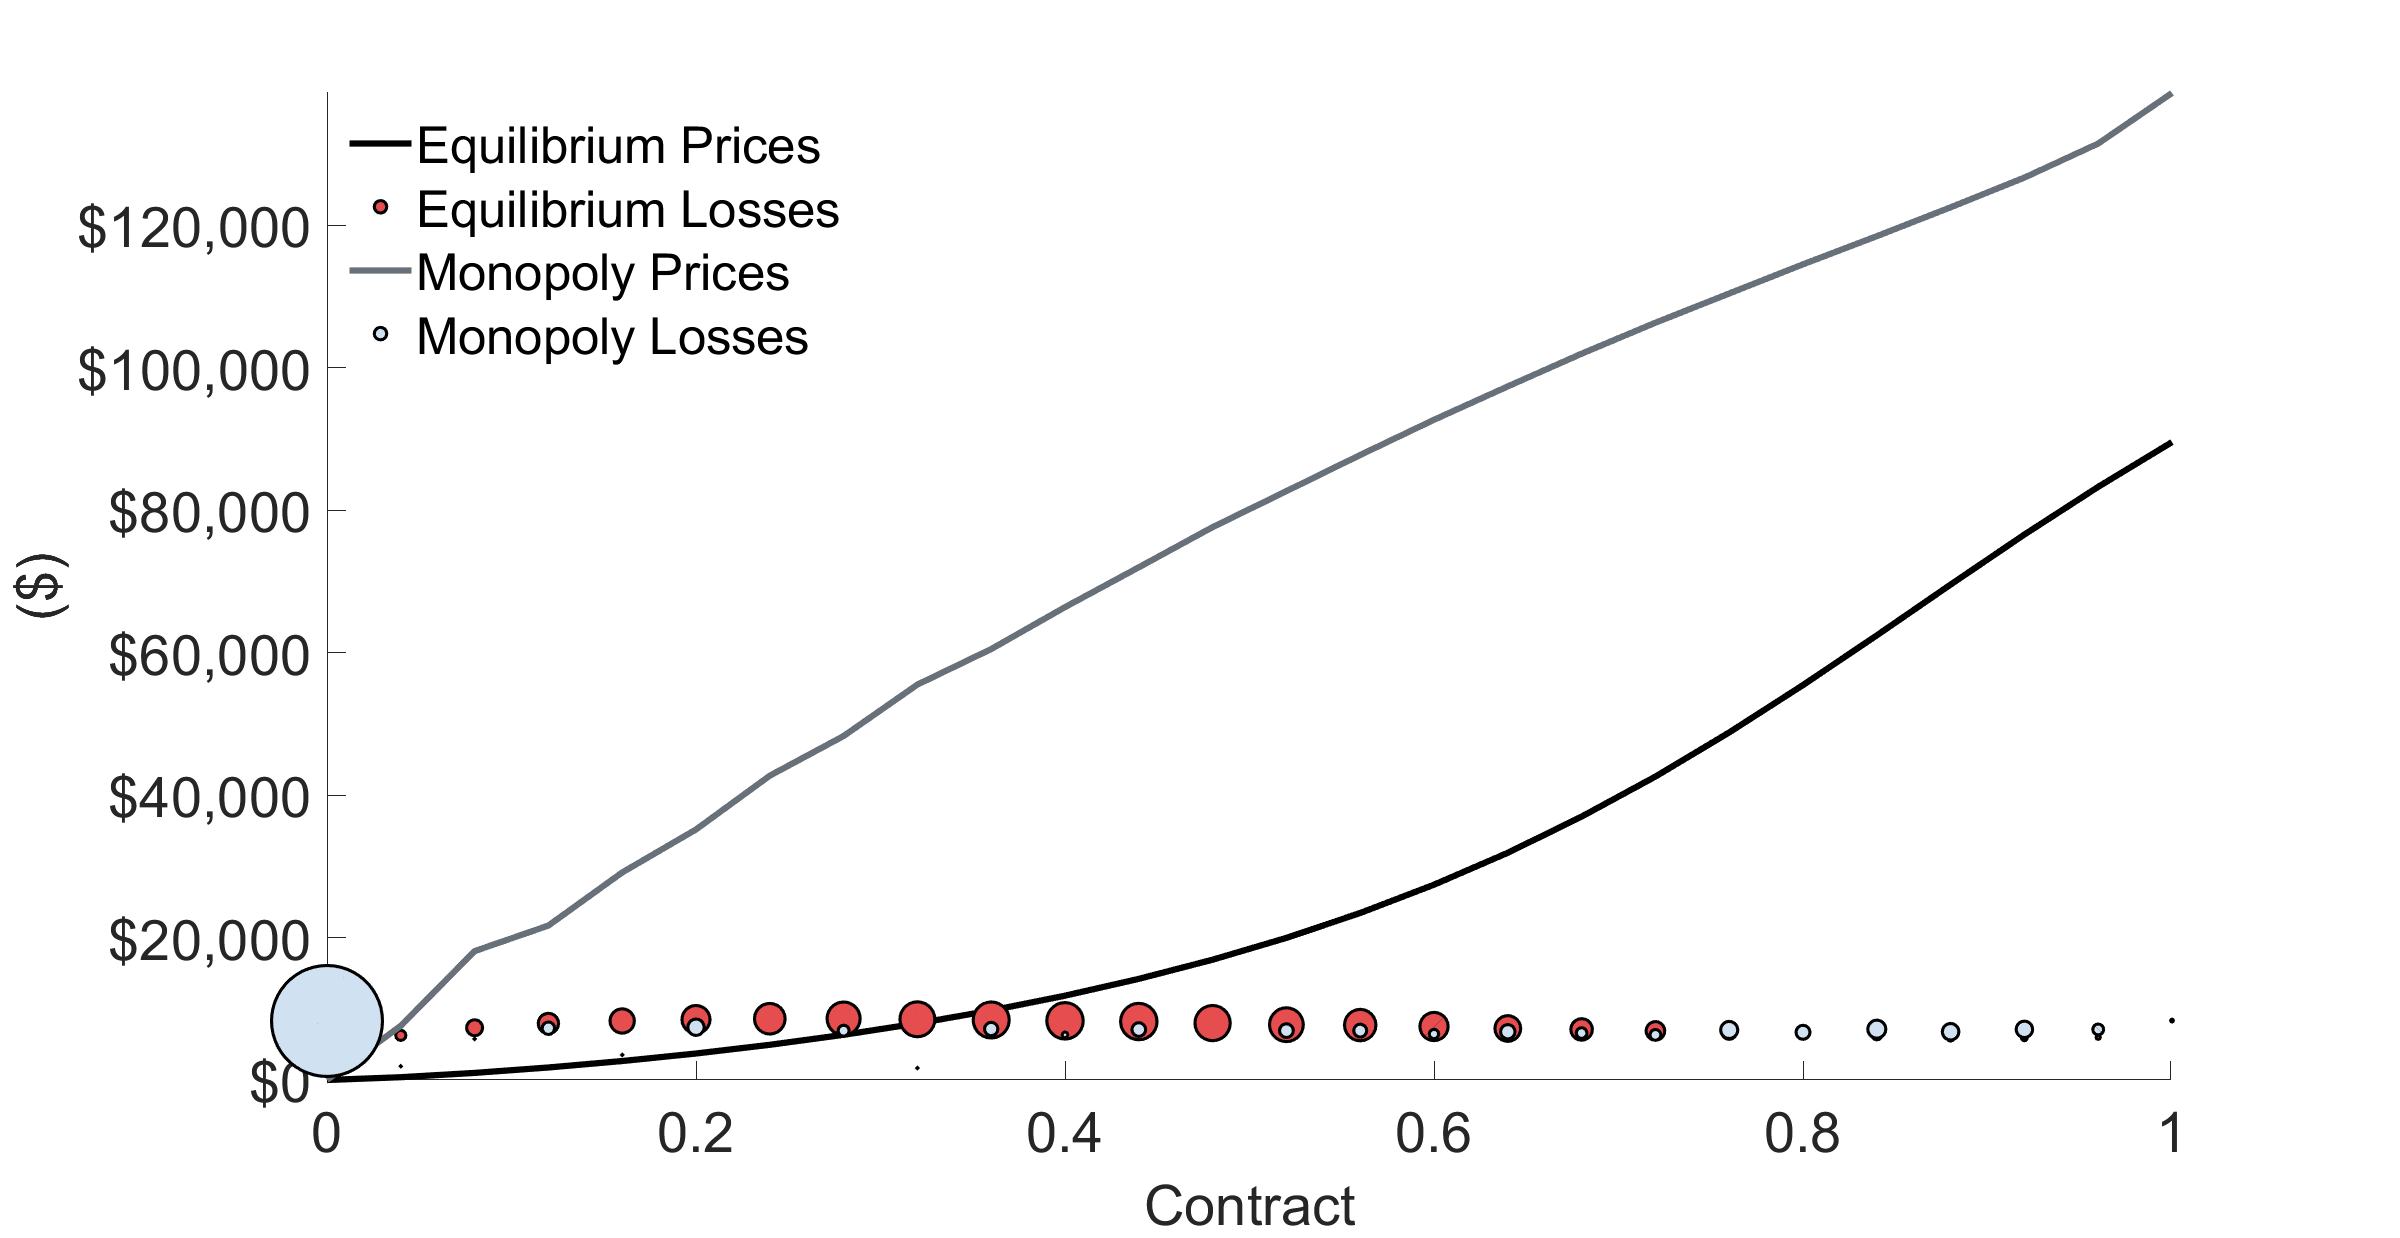 Equilibrium Prices
Equilibrium Losses
Monopoly Prices
Monopoly Losses
$120,000
$100,000
$80,000
$60,000
$40,000
$20,000
$0
($)
0 0.2 0.4 0.6 0.8 1
Contract